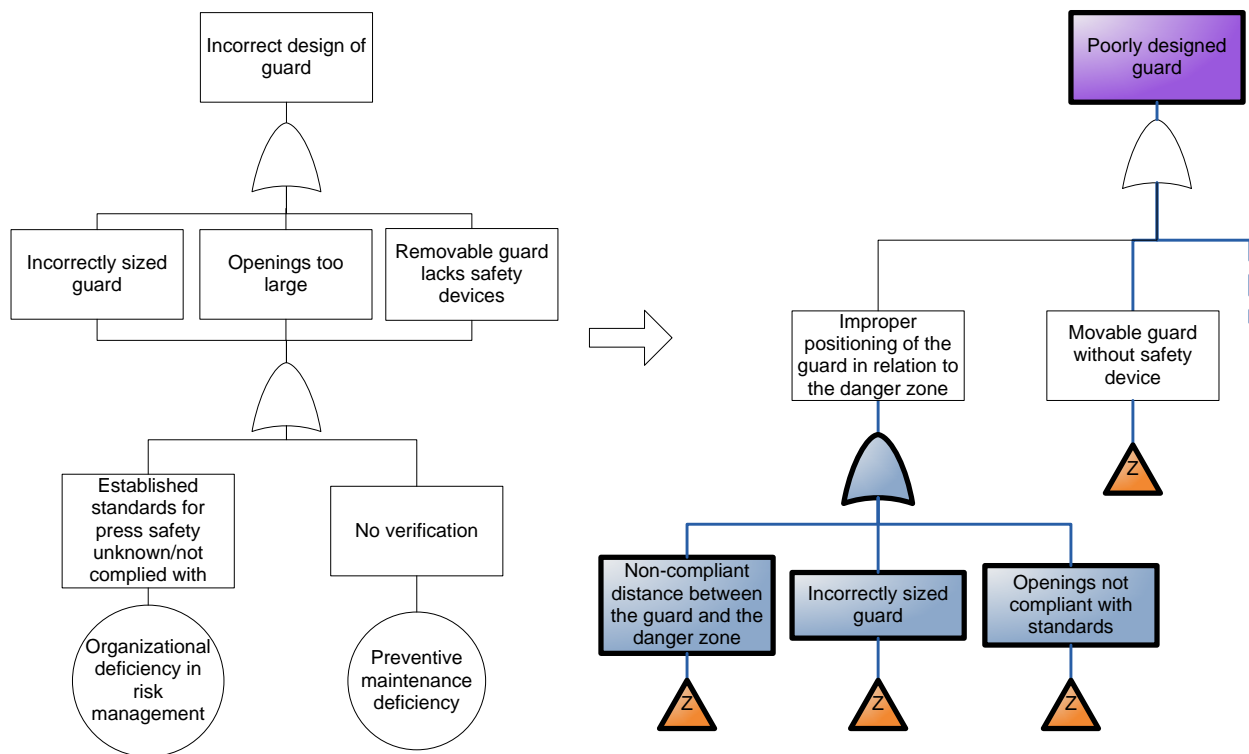 Incorrect design of
guard
Incorrectly sized
guard
Openings too
large
Removable guard
lacks safety
devices
Established
standards for
press safety
unknown/not
complied with
No verification
Organizational
deficiency in
risk
management
Preventive
maintenance
deficiency
Poorly designed
guard
Improper
positioning of the
guard in relation to
the danger zone
Movable guard
without safety
device
Z
Non-compliant
distance between
the guard and the
danger zone
Incorrectly sized
guard
Openings not
compliant with
standards
Z
Z
Z